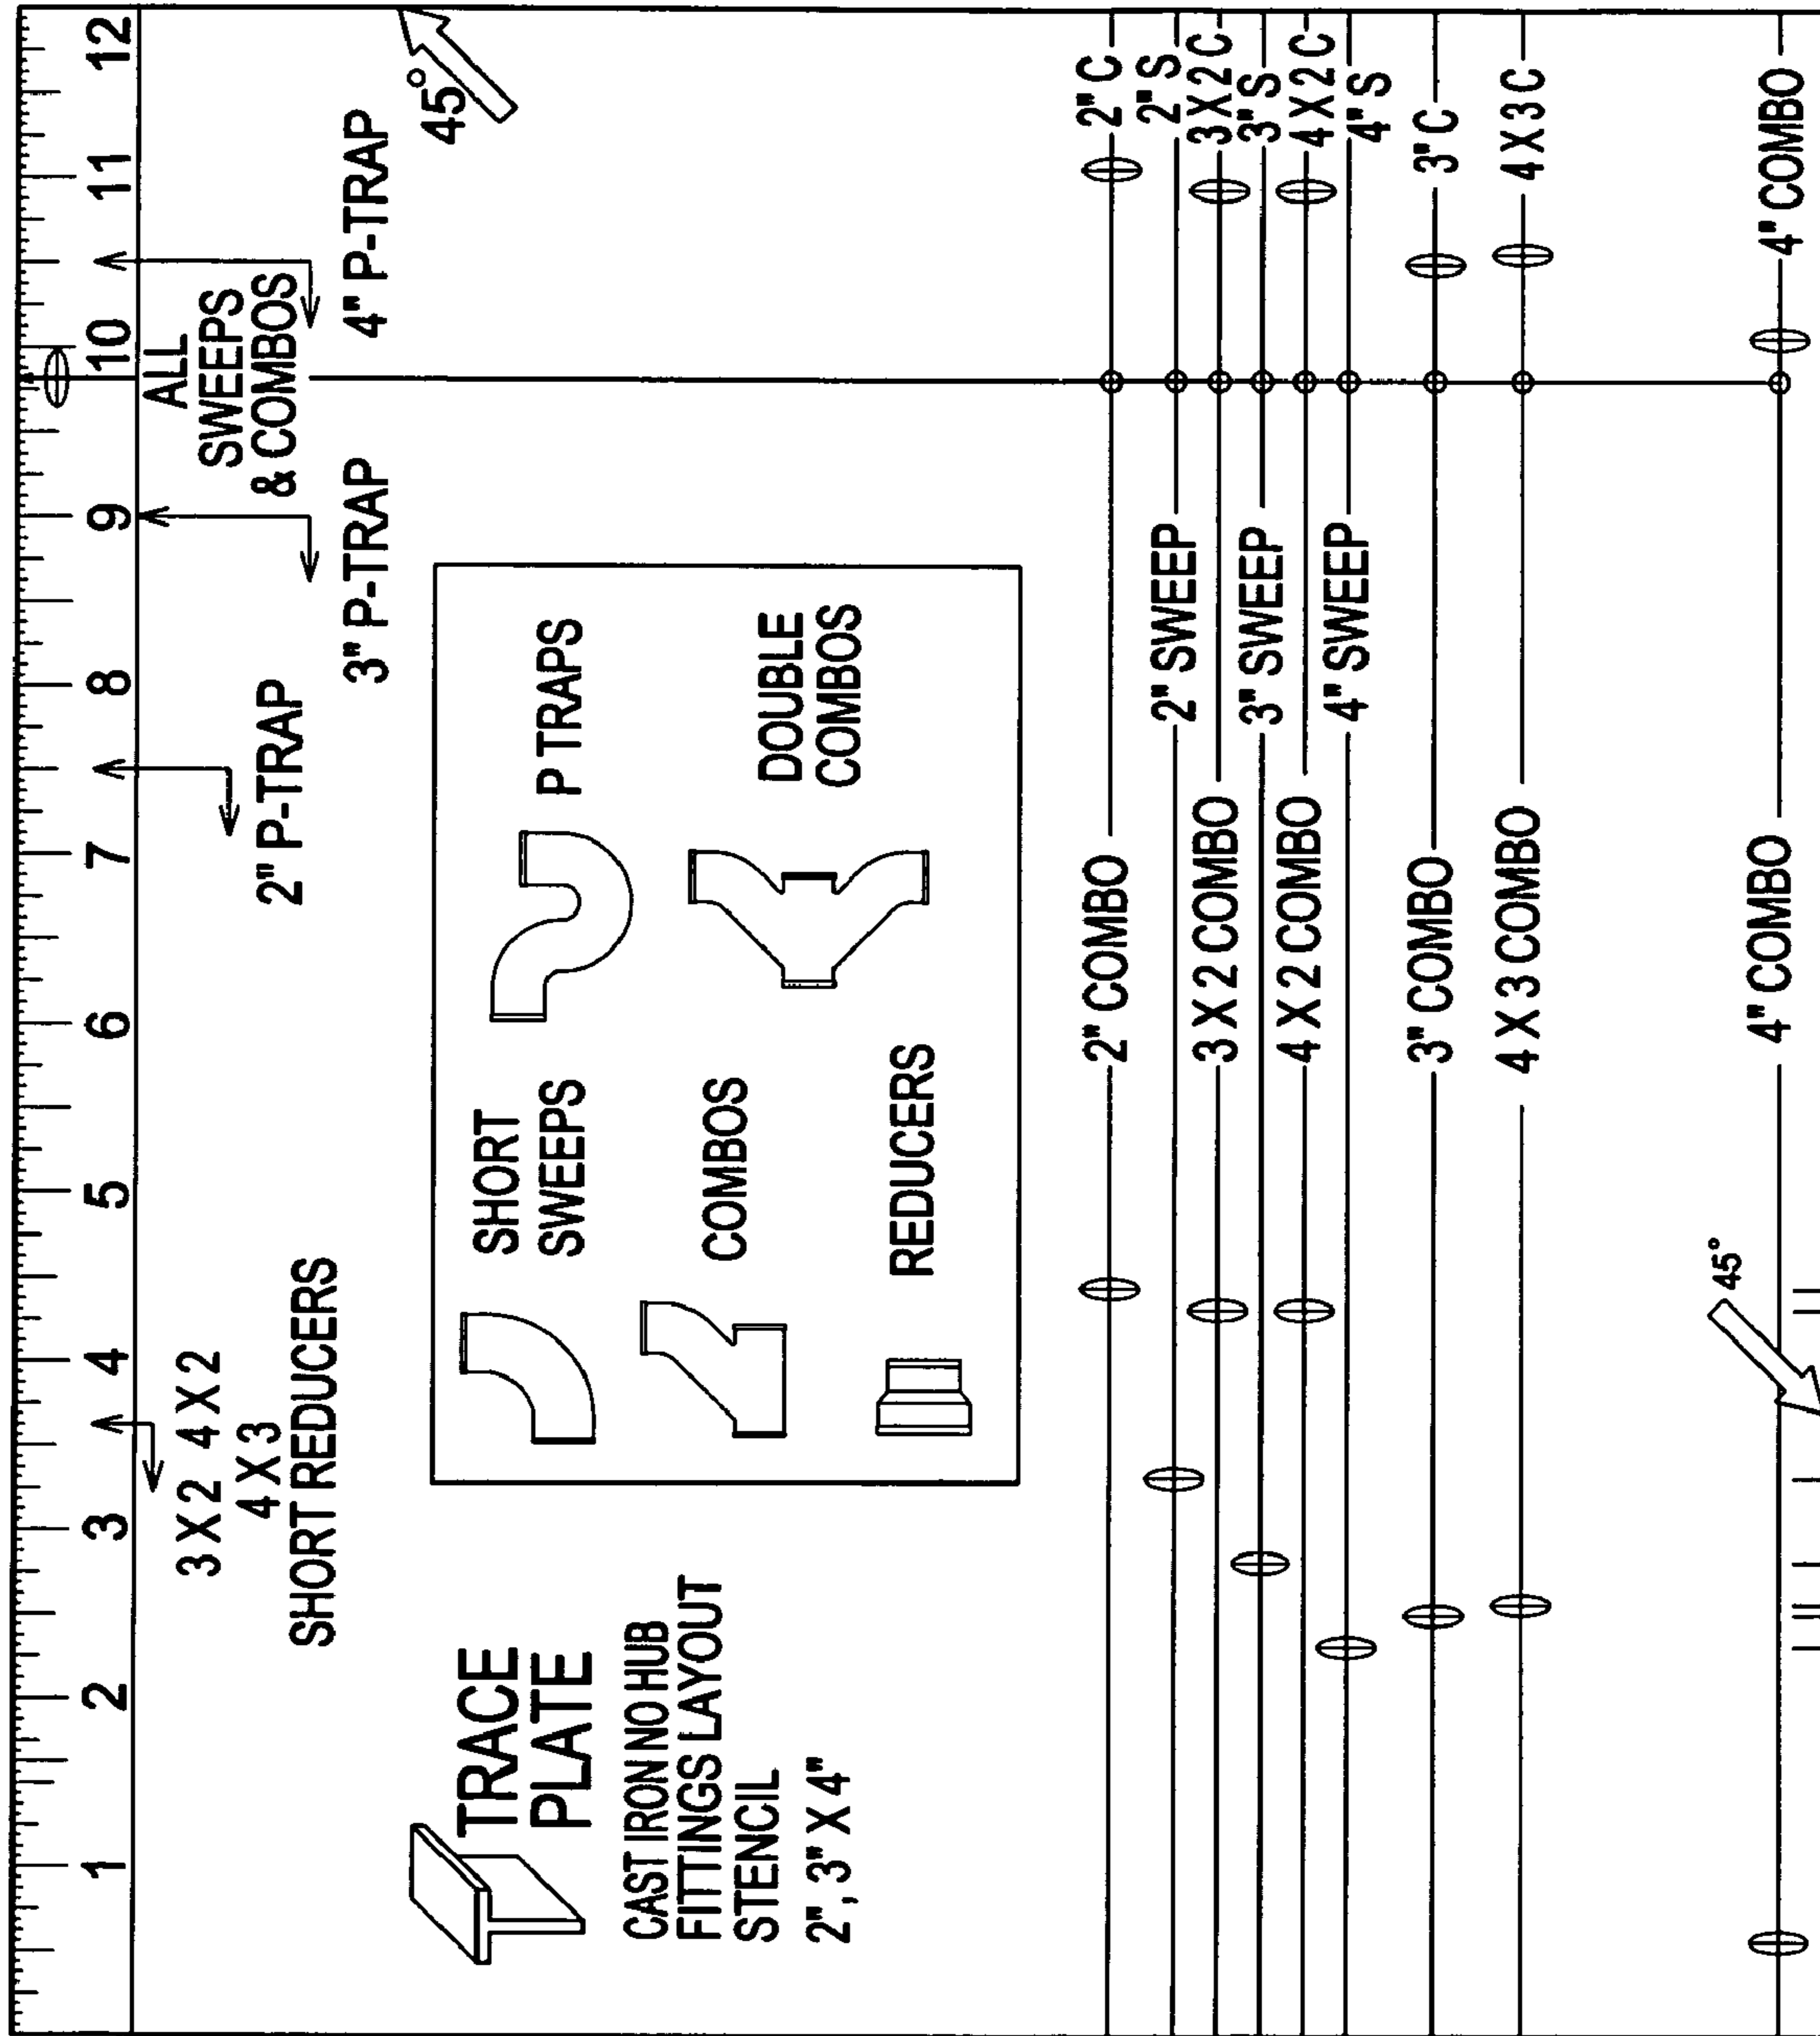 1 2 3 4 5 6 7 8 9 10 11 12
3 X 2 4 X 2
4 X 3
SHORT REDUCERS
2" P-TRAP
3" P-TRAP
ALL
SWEEPS
& COMBOS
4" P-TRAP
45°
TRACE
PLATE
CAST IRON NO HUB
FITTINGS LAYOUT
STENCIL
2", 3" X 4"
SHORT
SWEEPS
P TRAPS
COMBOS
DOUBLE
COMBOS
REDUCERS
2" COMBO 2" C
2" SWEEP 2" S
3 X 2 COMBO 3 X 2 C
3" SWEEP 3" S
4 X 2 COMBO 4 X 2 C
4" SWEEP 4" S
3" COMBO 3" C
4 X 3 COMBO 4 X 3 C
45°
4" COMBO 4" COMBO